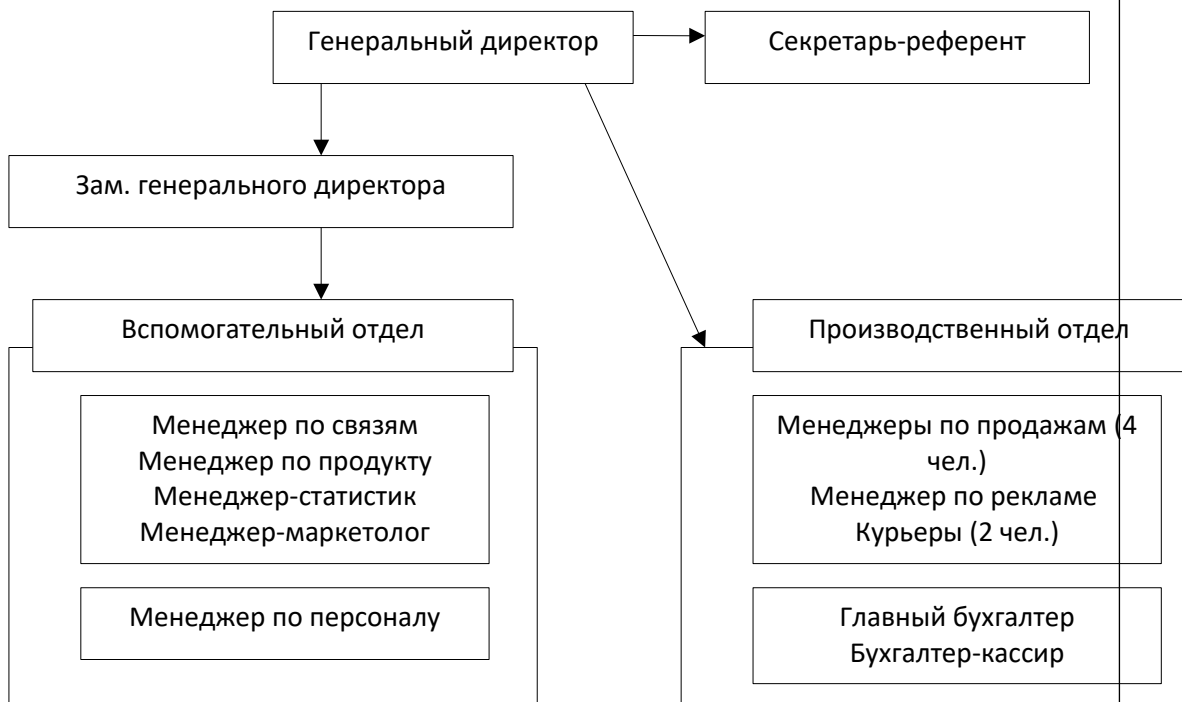 Генеральный директор
Секретарь-референт
Зам. генерального директора
Вспомогательный отдел
Менеджер по связям
Менеджер по продукту
Менеджер-статистик
Менеджер-маркетолог
Менеджер по персоналу
Производственный отдел
Менеджеры по продажам (4
чел.)
Менеджер по рекламе
Курьеры (2 чел.)
Главный бухгалтер
Бухгалтер-кассир